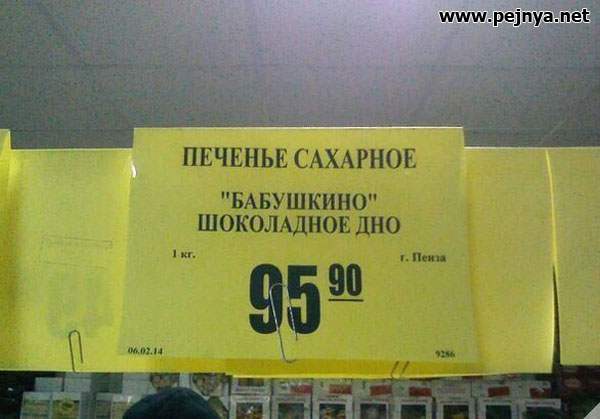 www.pejnya.net
ПЕЧЕНЬЕ САХАРНОЕ
"БАБУШКИНО"
ШОКОЛАДНОЕ ДНО
1 кг.
г. Пенза
95 90
06.02.14
9286